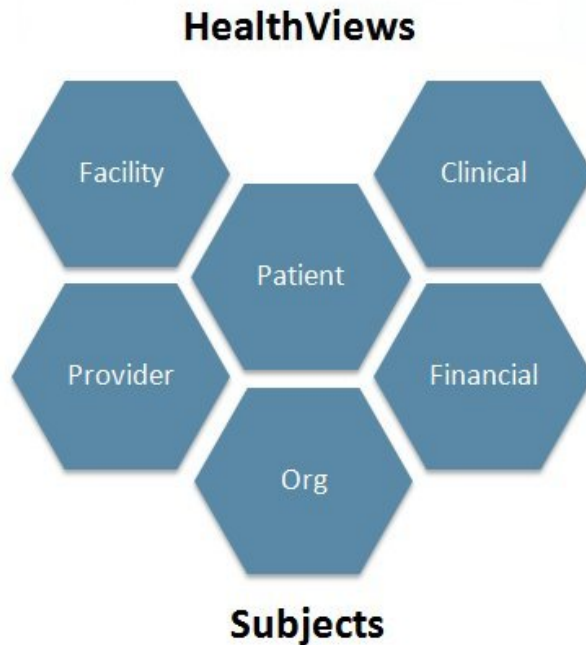 HealthViews
Facility
Clinical
Patient
Provider
Financial
Org
Subjects